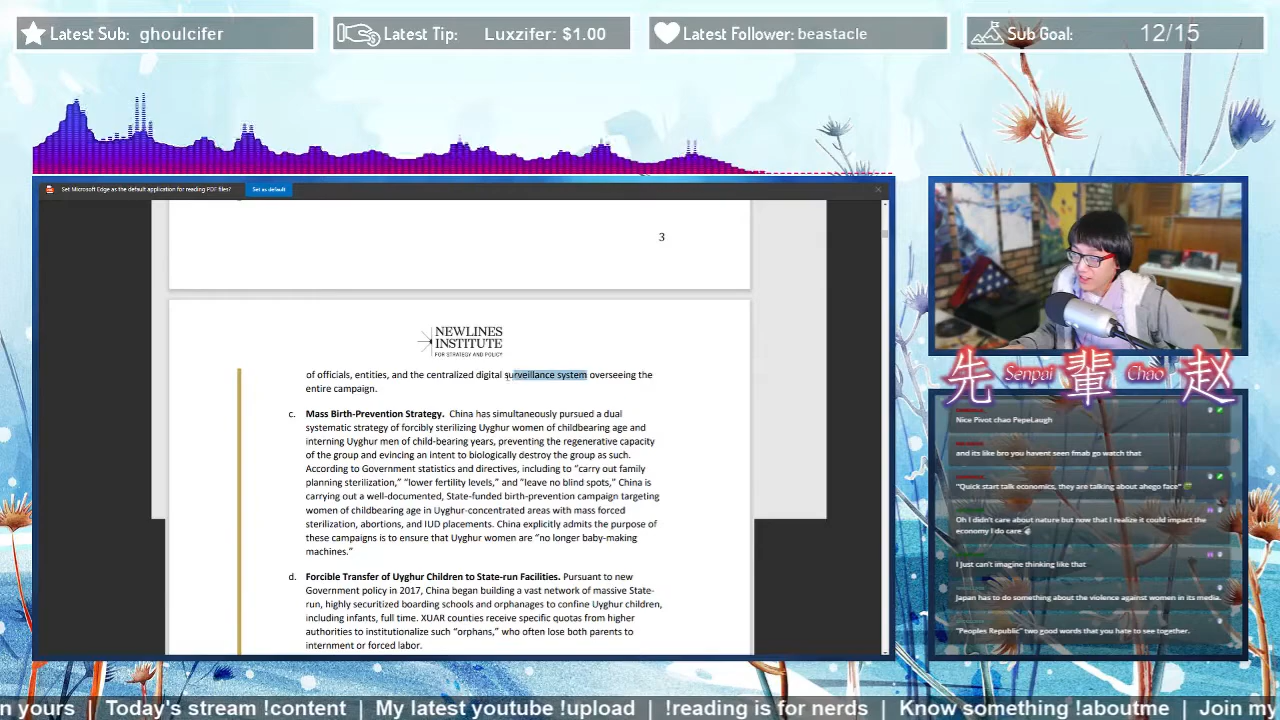 Latest Sub: ghoulcifer
Latest Tip: Luxzifer: $1.00
Latest Follower: beastacle
Sub Goal: 12/15
Set Microsoft Edge as the default application for reading PDF files? Set as default
3
NEWLINES
INSTITUTE
FOR STRATEGY AND POLICY
of officials, entities, and the centralized digital surveillance system overseeing the
entire campaign.
c. Mass Birth-Prevention Strategy. China has simultaneously pursued a dual
systematic strategy of forcibly sterilizing Uyghur women of childbearing age and
interning Uyghur men of child-bearing years, preventing the regenerative capacity
of the group and evincing an intent to biologically destroy the group as such.
According to Government statistics and directives, including to "carry out family
planning sterilization," "lower fertility levels," and "leave no blind spots," China is
carrying out a well-documented, State-funded birth-prevention campaign targeting
women of childbearing age in Uyghur-concentrated areas with mass forced
sterilization, abortions, and IUD placements. China explicitly admits the purpose of
these campaigns is to ensure that Uyghur women are "no longer baby-making
machines."
d. Forcible Transfer of Uyghur Children to State-run Facilities. Pursuant to new
Government policy in 2017, China began building a vast network of massive State-
run, highly securitized boarding schools and orphanages to confine Uyghur children,
including infants, full time. XUAR counties receive specific quotas from higher
authorities to institutionalize such "orphans," who often lose both parents to
internment or forced labor.
先 Senpai 輩 Chao 赵
Nice Pivot chao PepeLaugh
and its like bro you havent seen fmab go watch that
"Quick start talk economics, they are talking about ahego face"
Oh I didn't care about nature but now that I realize it could impact the
economy I do care
I Just can't imagine thinking like that
Japan has to do something about the violence against women in its media.
"Peoples Republic" two good words that you hate to see together.
n yours | Today's stream !content | My latest youtube !upload | !reading is for nerds | Know something !aboutme | Join my